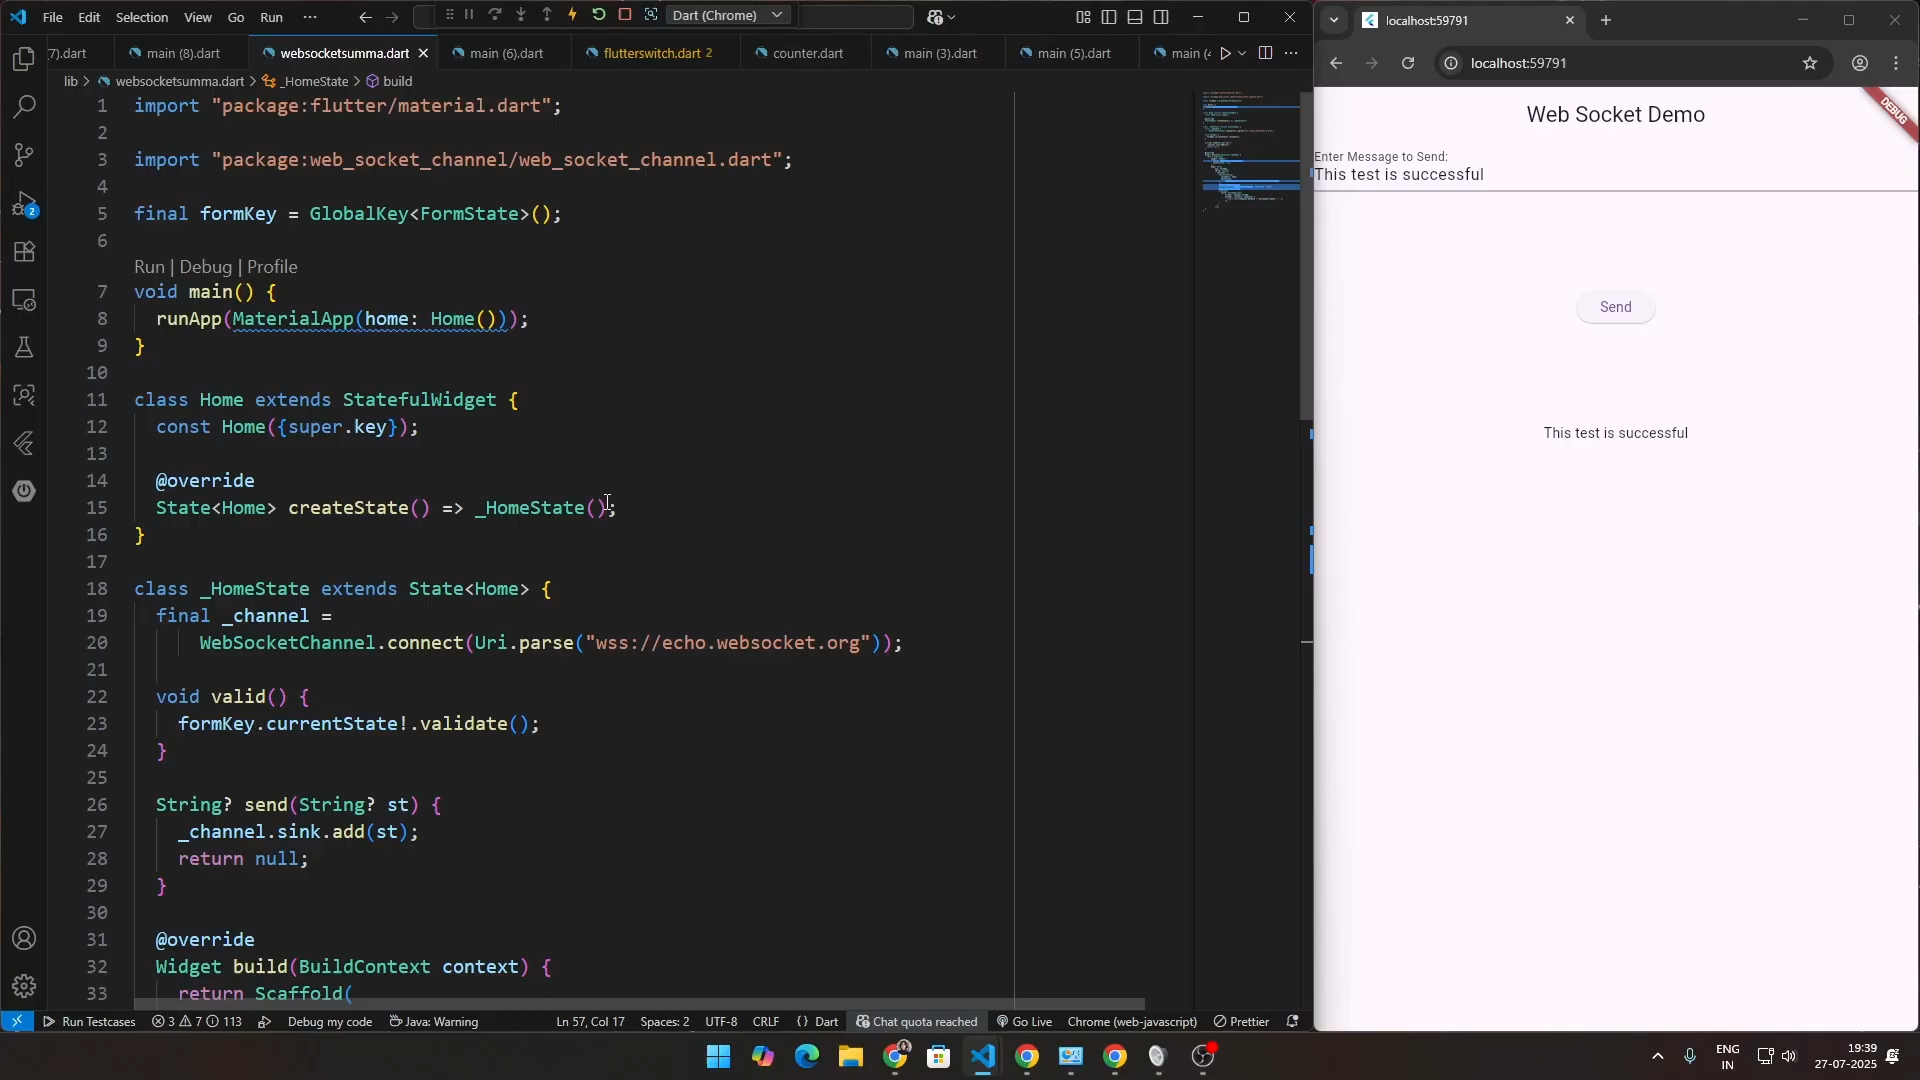 File Edit Selection View Go Run ···
Dart (Chrome)
7).dart main (8).dart websocketsumma.dart main (6).dart flutterswitch.dart 2 counter.dart main (3).dart main (5).dart main (4
lib > websocketsumma.dart > _HomeState > build
1 import "package:flutter/material.dart";
2
3 import "package:web_socket_channel/web_socket_channel.dart";
4
5 final formKey = GlobalKey<FormState>();
6
Run | Debug | Profile
7 void main() {
8 runApp(MaterialApp(home: Home()));
9 }
10
11 class Home extends StatefulWidget {
12 const Home({super.key});
13
14 @override
15 State<Home> createState() => _HomeState();
16 }
17
18 class _HomeState extends State<Home> {
19 final _channel =
20 WebSocketChannel.connect(Uri.parse("wss://echo.websocket.org"));
21
22 void valid() {
23 formKey.currentState!.validate();
24 }
25
26 String? send(String? st) {
27 _channel.sink.add(st);
28 return null;
29 }
30
31 @override
32 Widget build(BuildContext context) {
33 return Scaffold(
2
Run Testcases 3 7 113 Debug my code Java: Warning Ln 57, Col 17 Spaces: 2 UTF-8 CRLF {} Dart Chat quota reached Go Live Chrome (web-javascript) Prettier
localhost:59791
localhost:59791
Web Socket Demo
DEBUG
Enter Message to Send:
This test is successful
Send
This test is successful
ENG
IN
19:39
27-07-2025